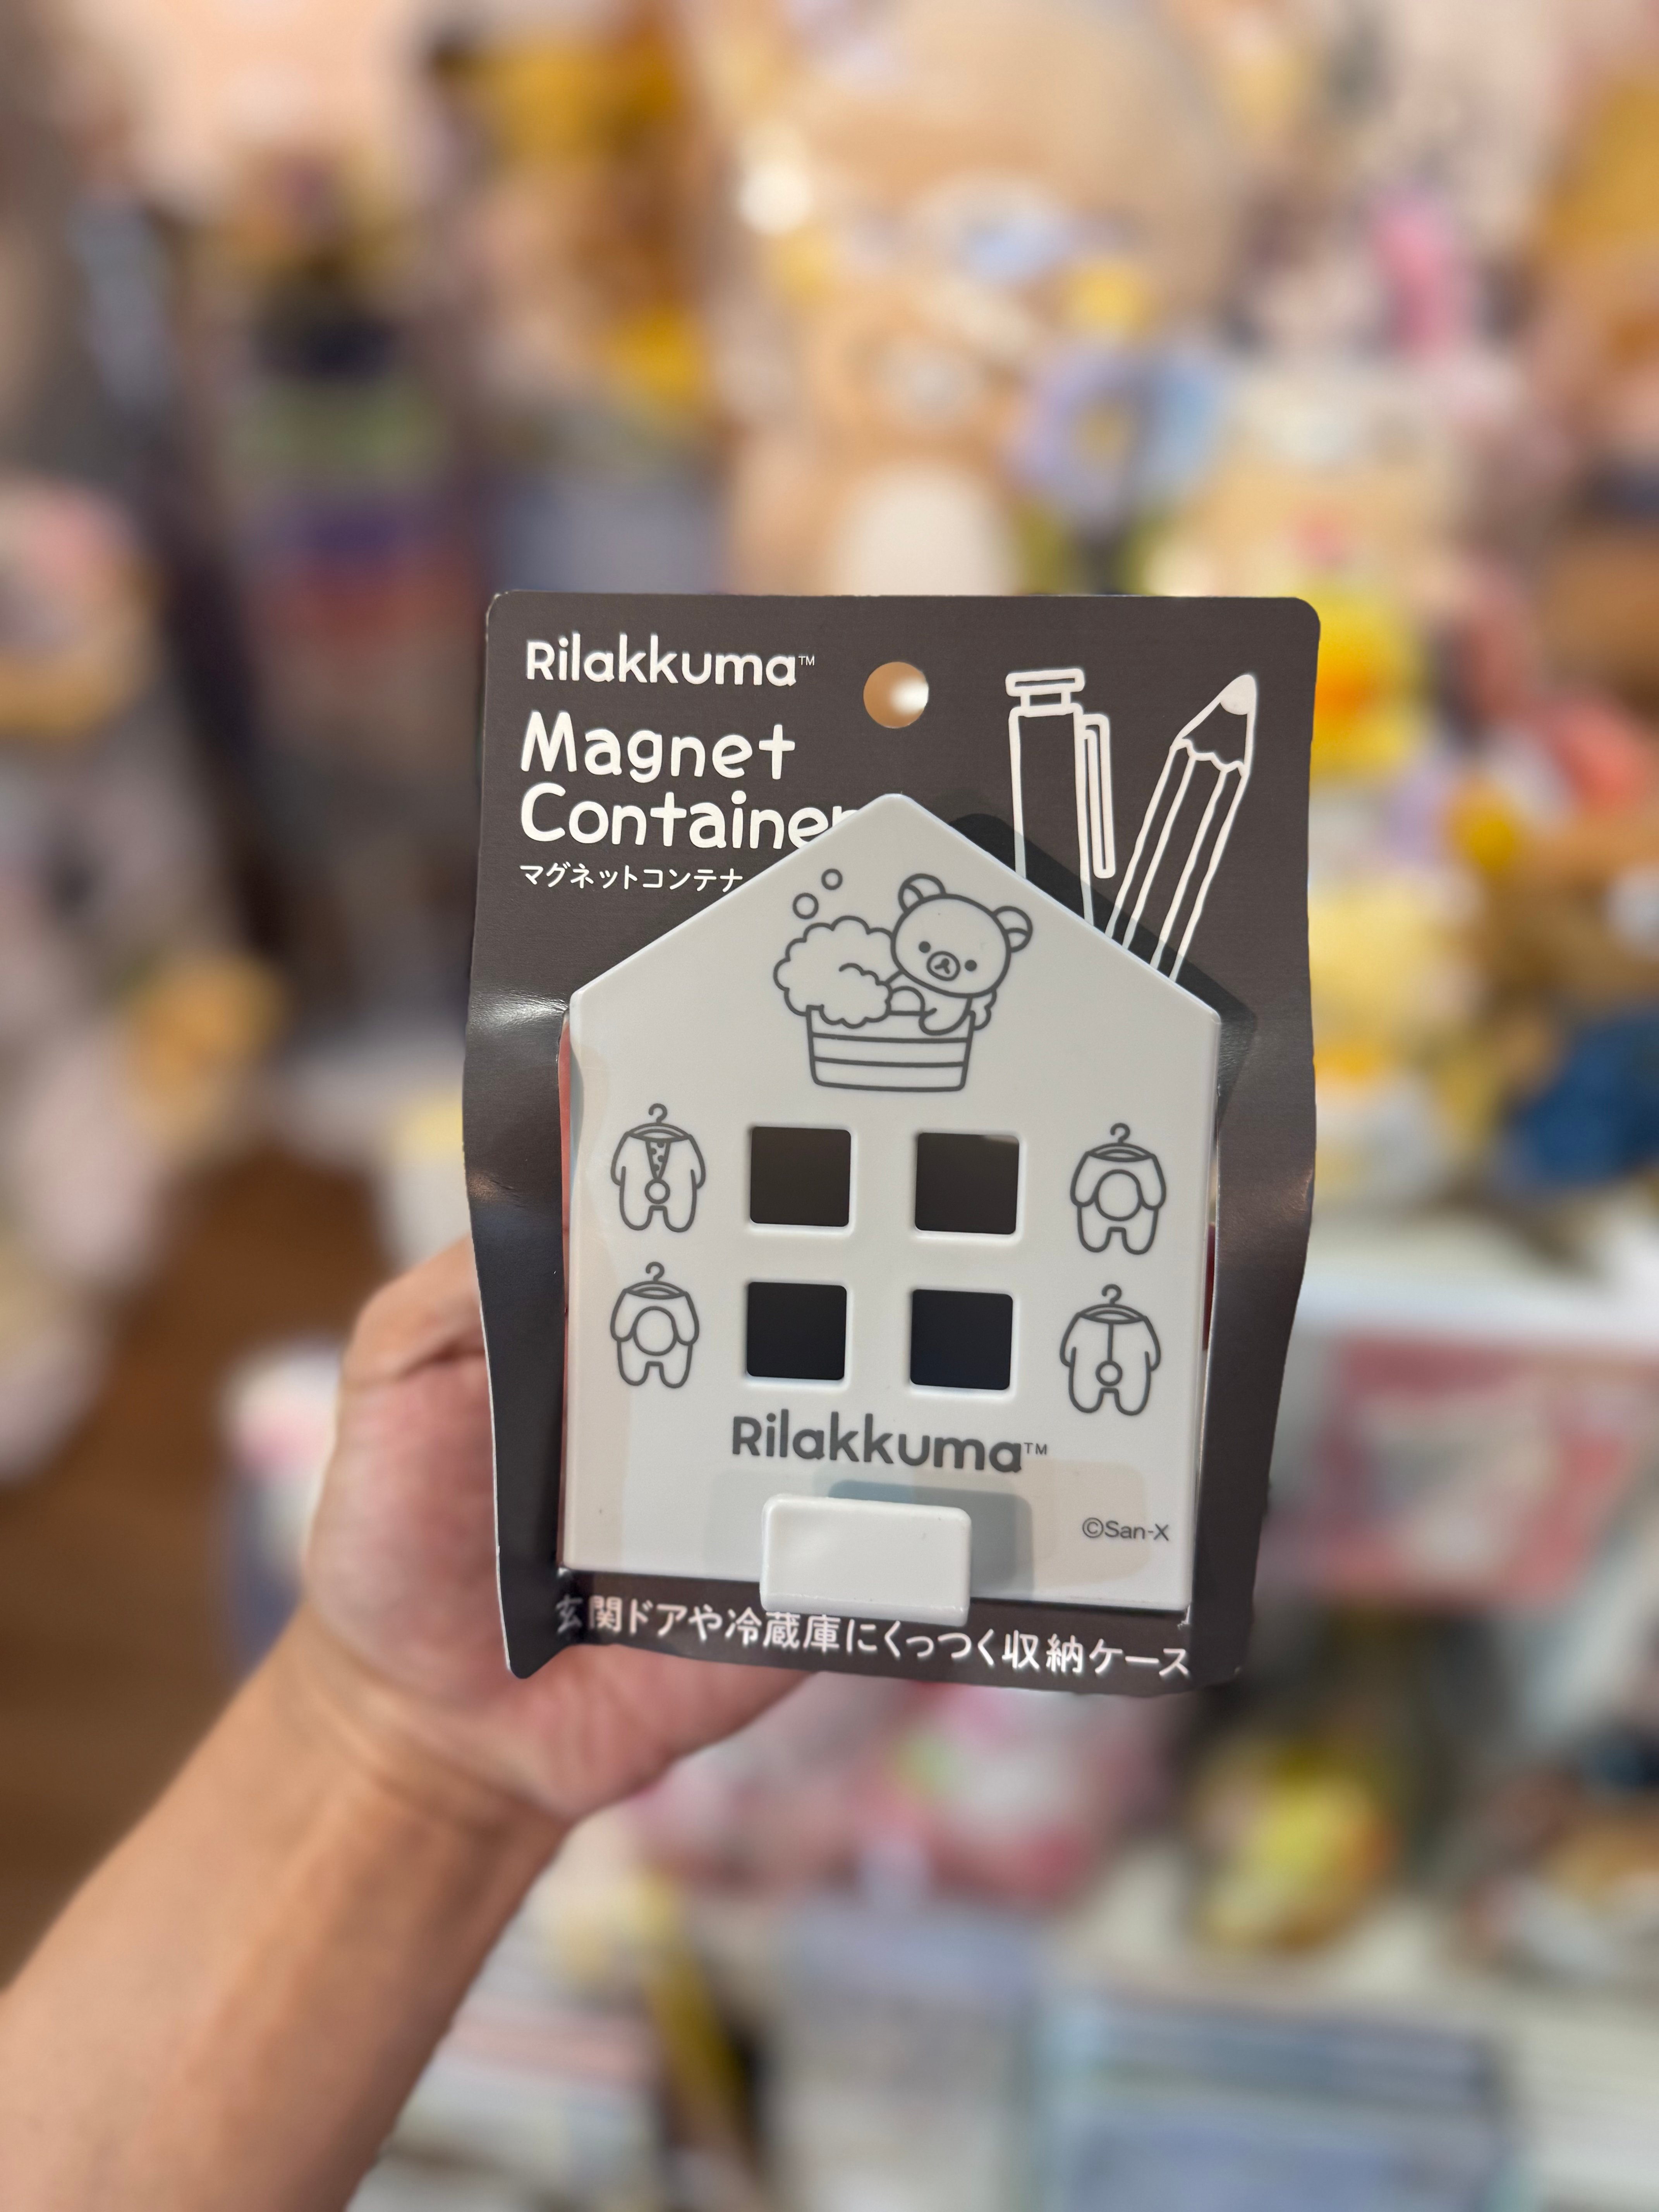 Rilakkuma™
Magnet
Container
マグネットコンテナ
Rilakkuma™
©San-X
玄関ドアや冷蔵庫にくっつく収納ケース